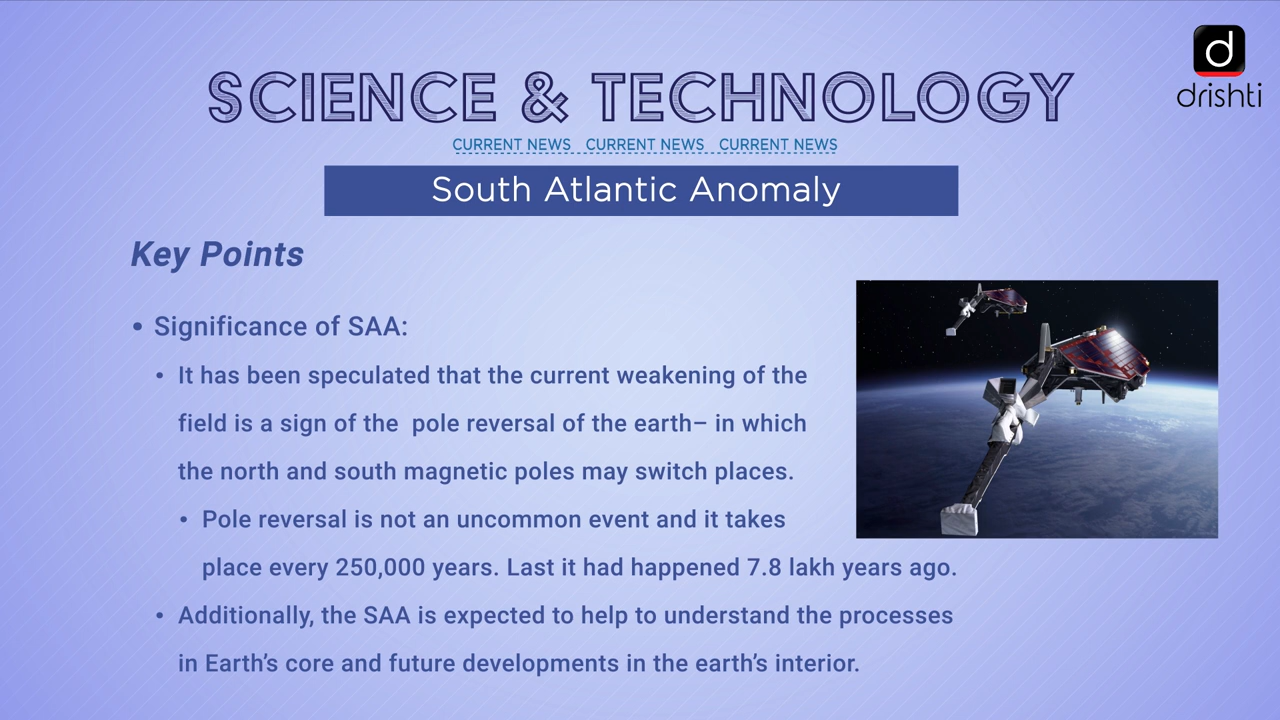 SCIENCE & TECHNOLOGY
d
drishti
CURRENT NEWS CURRENT NEWS CURRENT NEWS
South Atlantic Anomaly
Key Points
• Significance of SAA:
• It has been speculated that the current weakening of the
field is a sign of the pole reversal of the earth– in which
the north and south magnetic poles may switch places.
• Pole reversal is not an uncommon event and it takes
place every 250,000 years. Last it had happened 7.8 lakh years ago.
• Additionally, the SAA is expected to help to understand the processes
in Earth’s core and future developments in the earth’s interior.